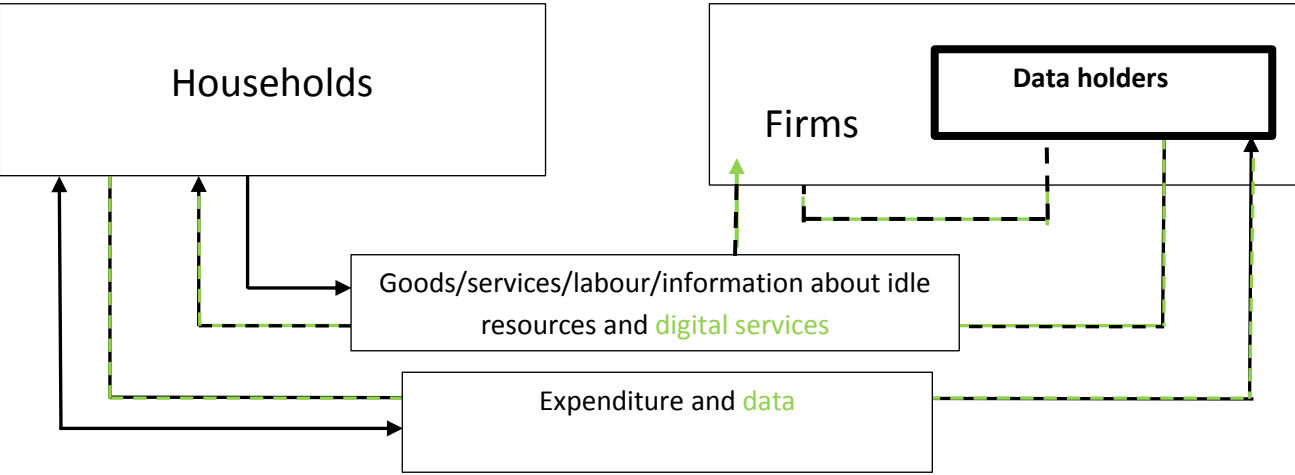 Households
Data holders
Firms
Goods/services/labour/information about idle
resources and digital services
Expenditure and data